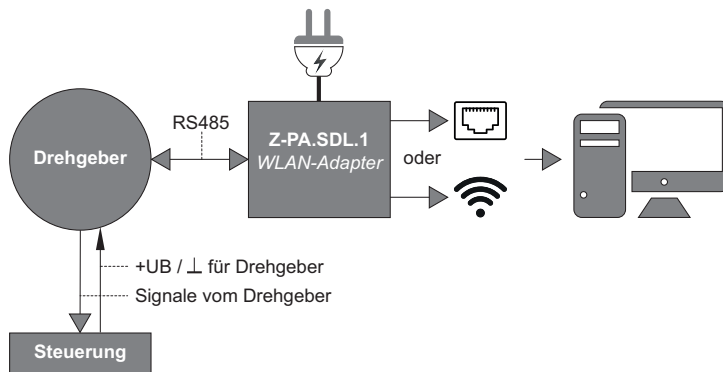 RS485
Drehgeber
Z-PA.SDL.1
WLAN-Adapter
oder
+UB / ⊥ für Drehgeber
Signale vom Drehgeber
Steuerung